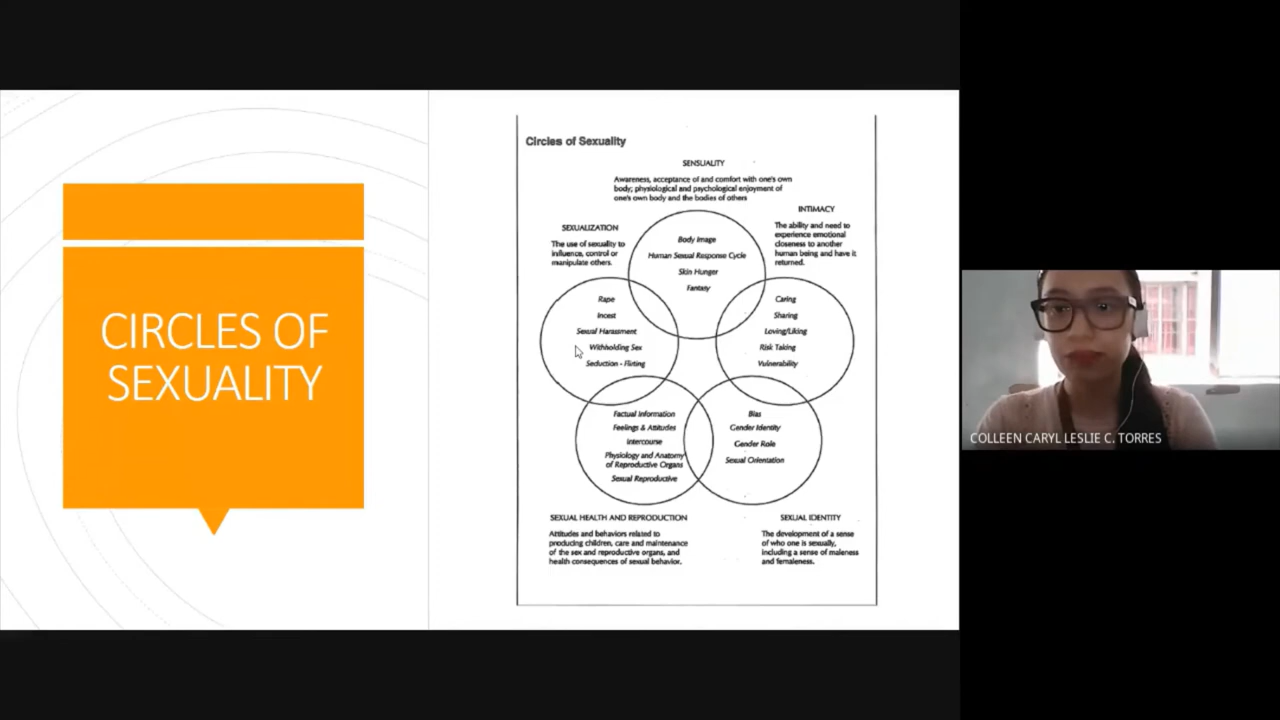 CIRCLES OF
SEXUALITY
Circles of Sexuality
SENSUALITY
Awareness, acceptance of and comfort with one's own
body; physiological and psychological enjoyment of
one's own body and the bodies of others
INTIMACY
The ability and need to
experience emotional
closeness to another
human being and have it
returned.
SEXUALIZATION
The use of sexuality to
influence, control or
manipulate others.
Body Image
Human Sexual Response Cycle
Skin Hunger
Fantasy
Rape
Incest
Sexual Harassment
Withholding Sex
Seduction - Flirting
Caring
Sharing
Loving/Liking
Risk Taking
Vulnerability
Factual Information
Feelings & Attitudes
Intercourse
Physiology and Anatomy
of Reproductive Organs
Sexual Reproductive
Bias
Gender Identity
Gender Role
Sexual Orientation
SEXUAL HEALTH AND REPRODUCTION
Attitudes and behaviors related to
producing children, care and maintenance
of the sex and reproductive organs, and
health consequences of sexual behavior.
SEXUAL IDENTITY
The development of a sense
of who one is sexually,
including a sense of maleness
and femaleness.
COLLEEN CARYL LESLIE C. TORRES